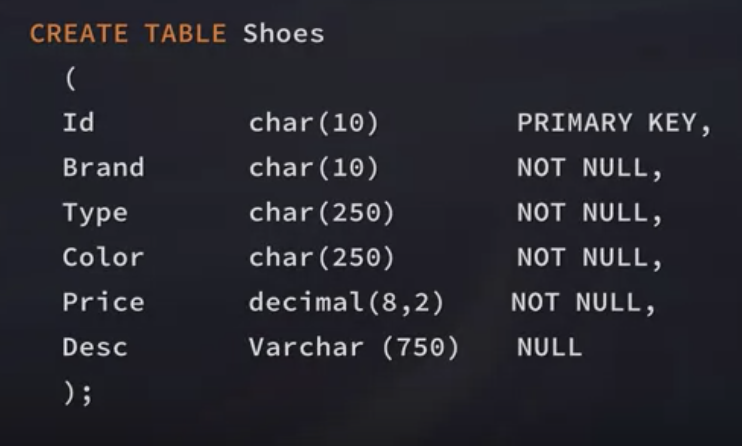 CREATE TABLE Shoes
(
Id char(10) PRIMARY KEY,
Brand char(10) NOT NULL,
Type char(250) NOT NULL,
Color char(250) NOT NULL,
Price decimal(8,2) NOT NULL,
Desc Varchar (750) NULL
);